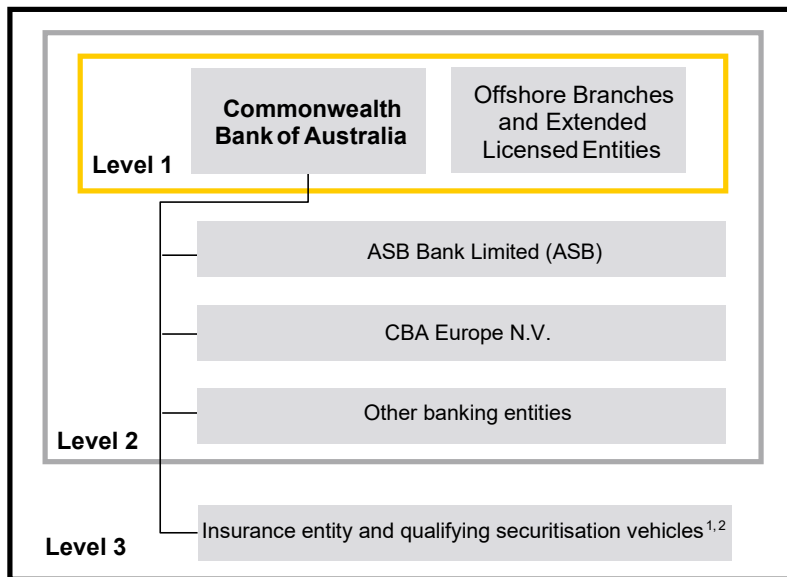 Commonwealth
Bank of Australia
Offshore Branches
and Extended
Licensed Entities
Level 1
ASB Bank Limited (ASB)
CBA Europe N.V.
Other banking entities
Level 2
Insurance entity and qualifying securitisation vehicles1,2
Level 3